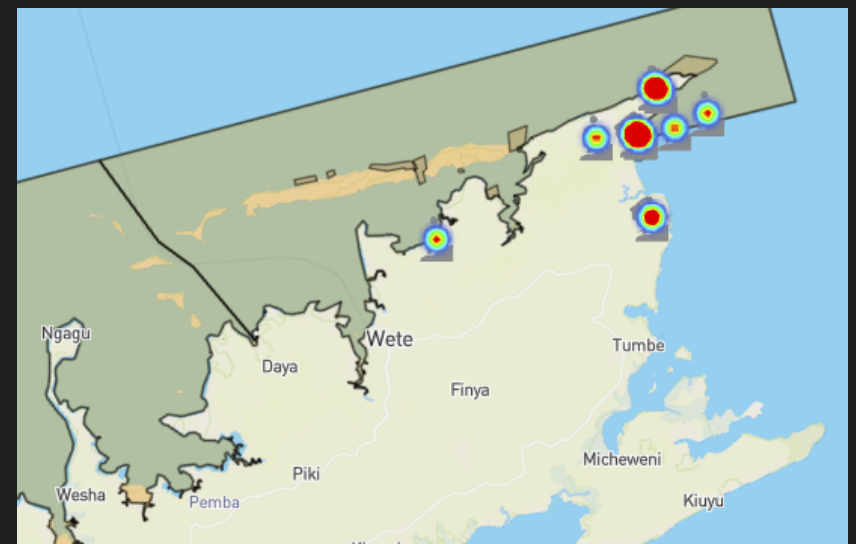 Ngagu
Wete
Daya
Tumbe
Finya
Micheweni
Piki
Wesha
Pemba
Kiuyu